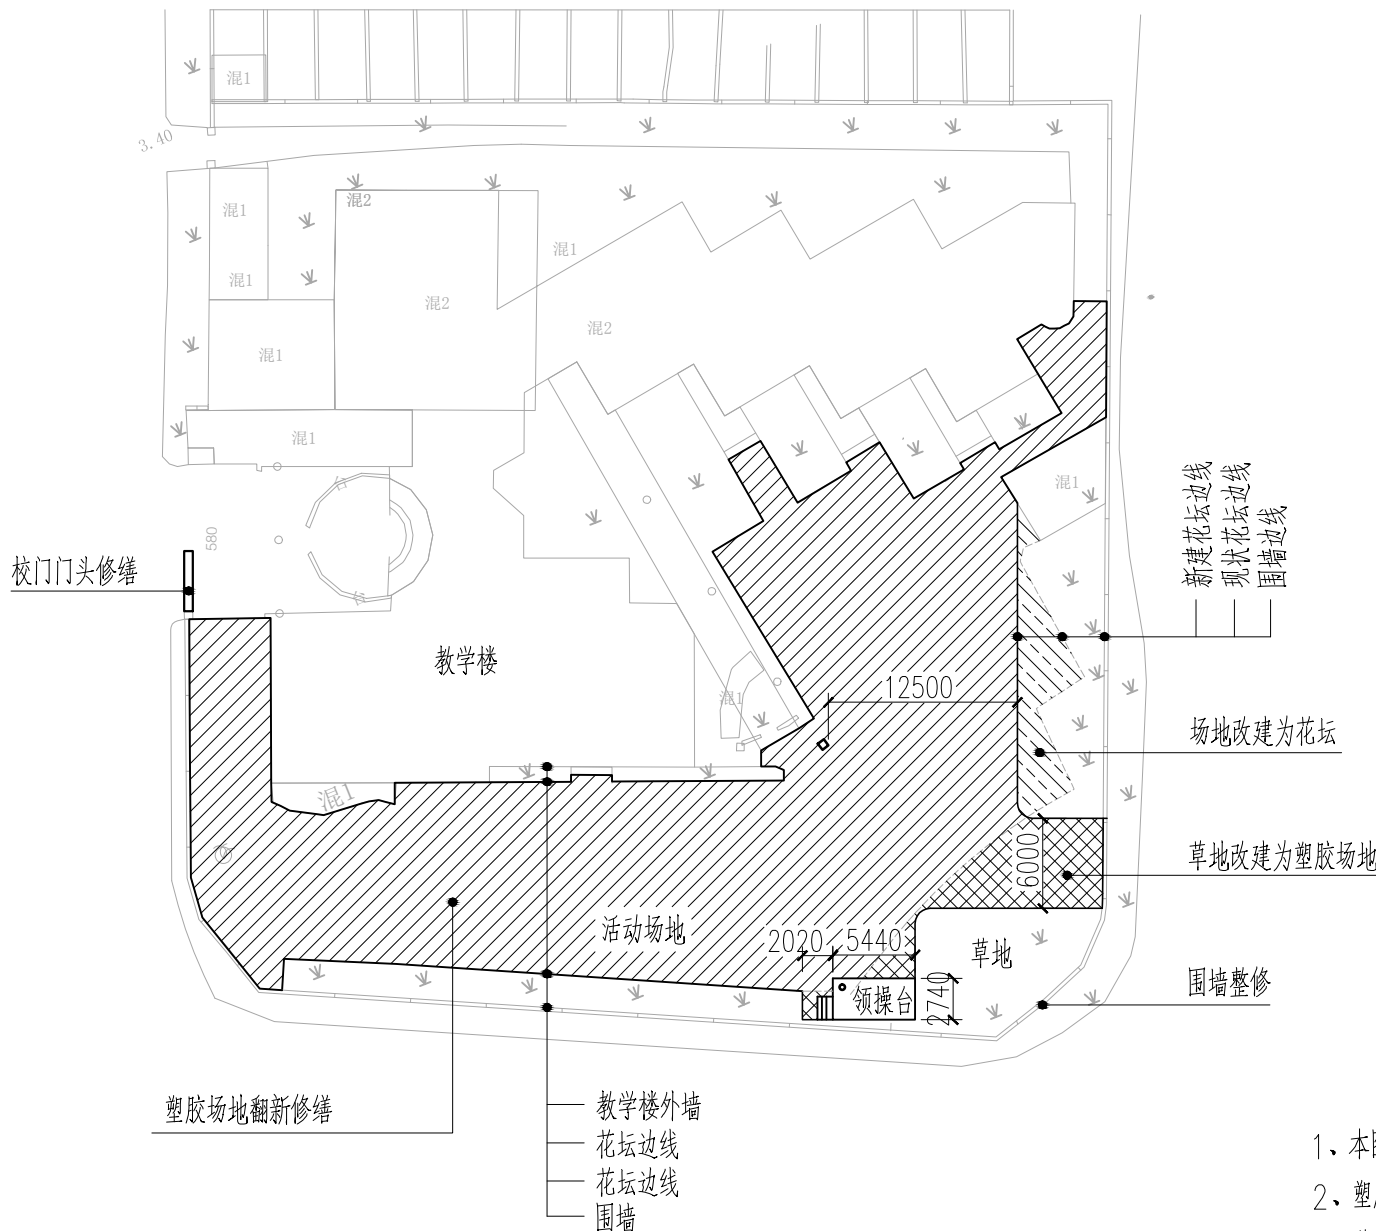 混1
3.40
混1
混2
混1
混1
混2
混2
混1
混1
混1
台
580
台
校门门头修缮
新建花坛边线
现状花坛边线
围墙边线
教学楼
混1
12500
场地改建为花坛
混1
6000
草地改建为塑胶场地
活动场地
2020
5440
草地
领操台
2740
围墙整修
塑胶场地翻新修缮
教学楼外墙
花坛边线
花坛边线
围墙
1、本
2、塑